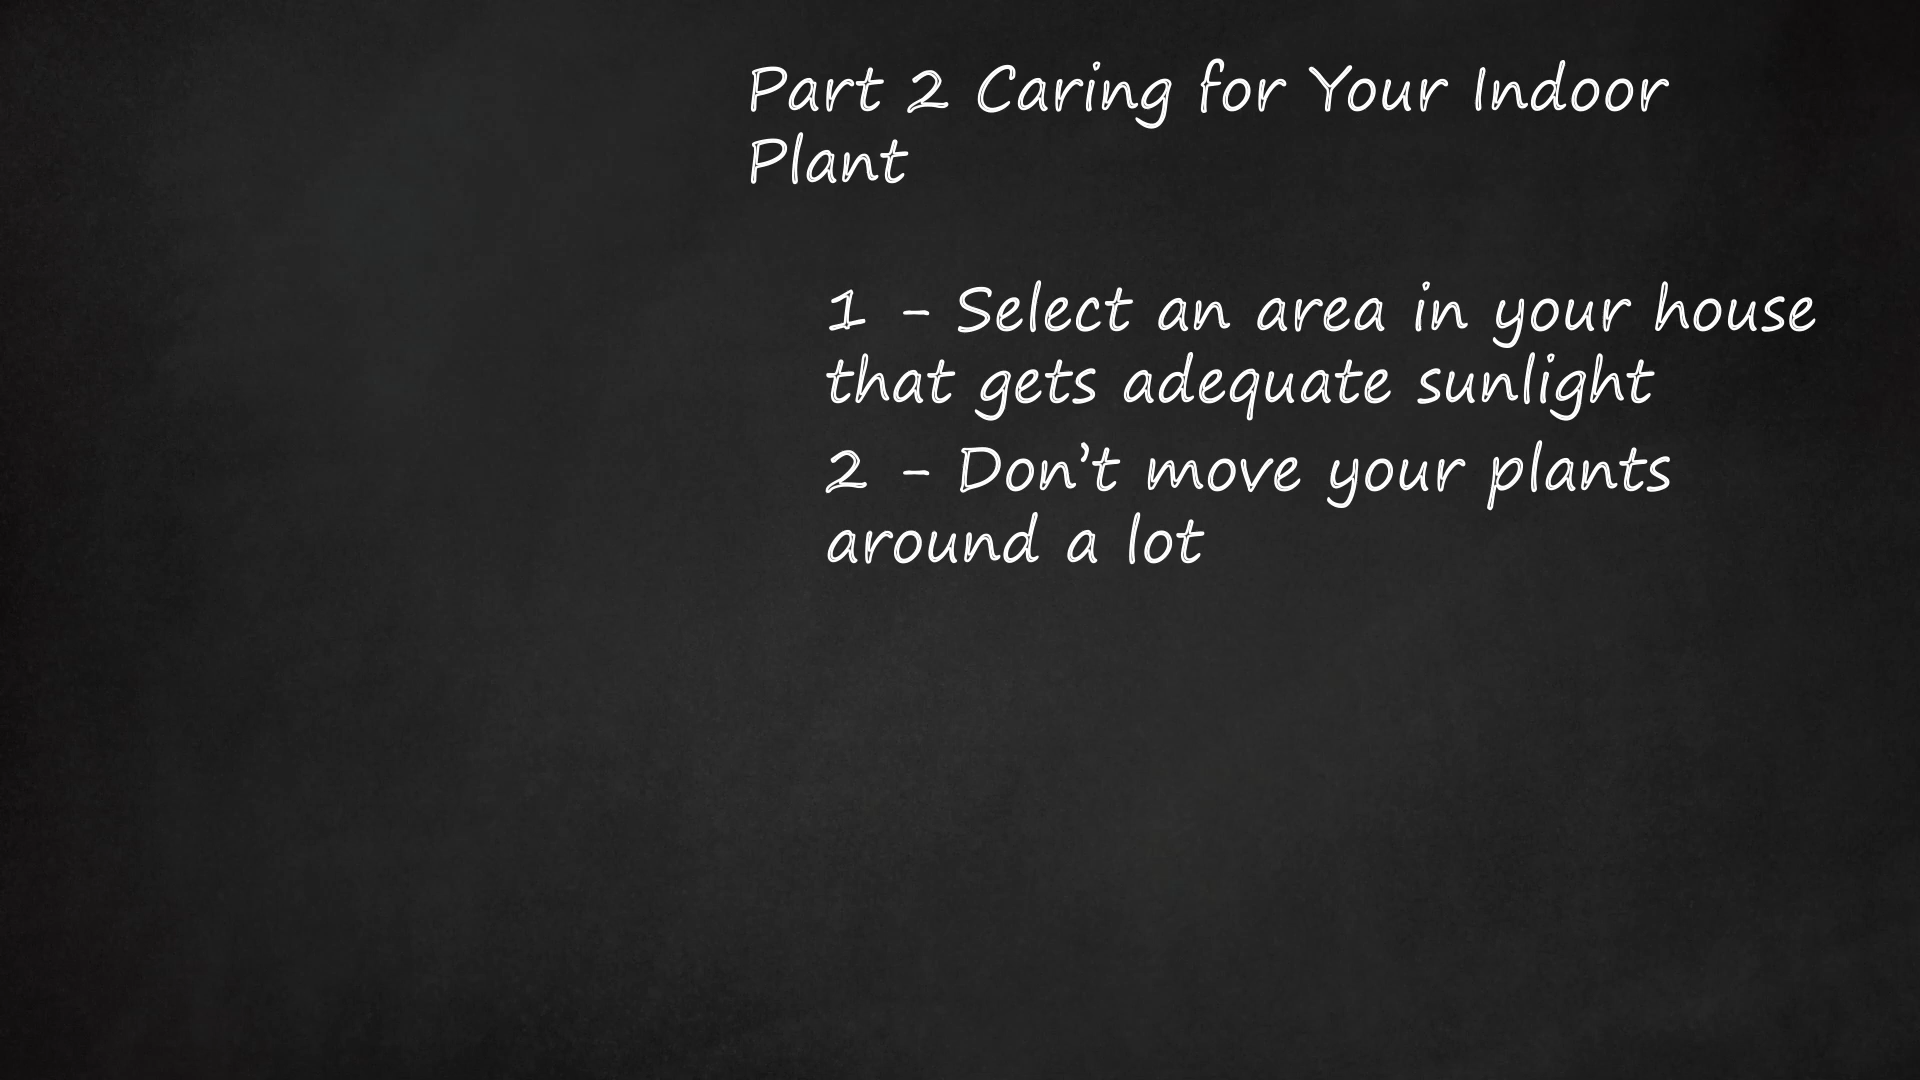 Part 2 Caring for Your Indoor
Plant
1 - Select an area in your house
that gets adequate sunlight
2 - Don’t move your plants
around a lot